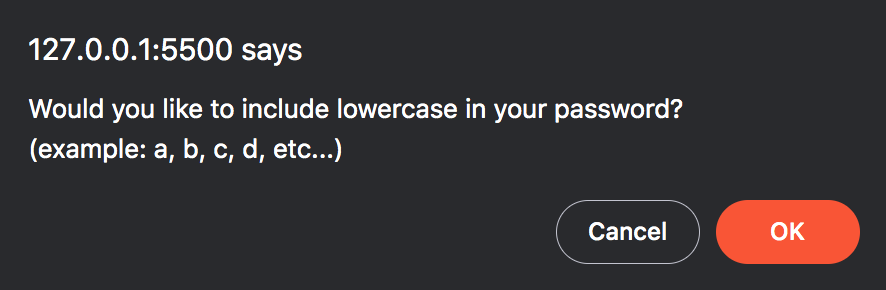 127.0.0.1:5500 says
Would you like to include lowercase in your password?
(example: a, b, c, d, etc...)
Cancel
OK